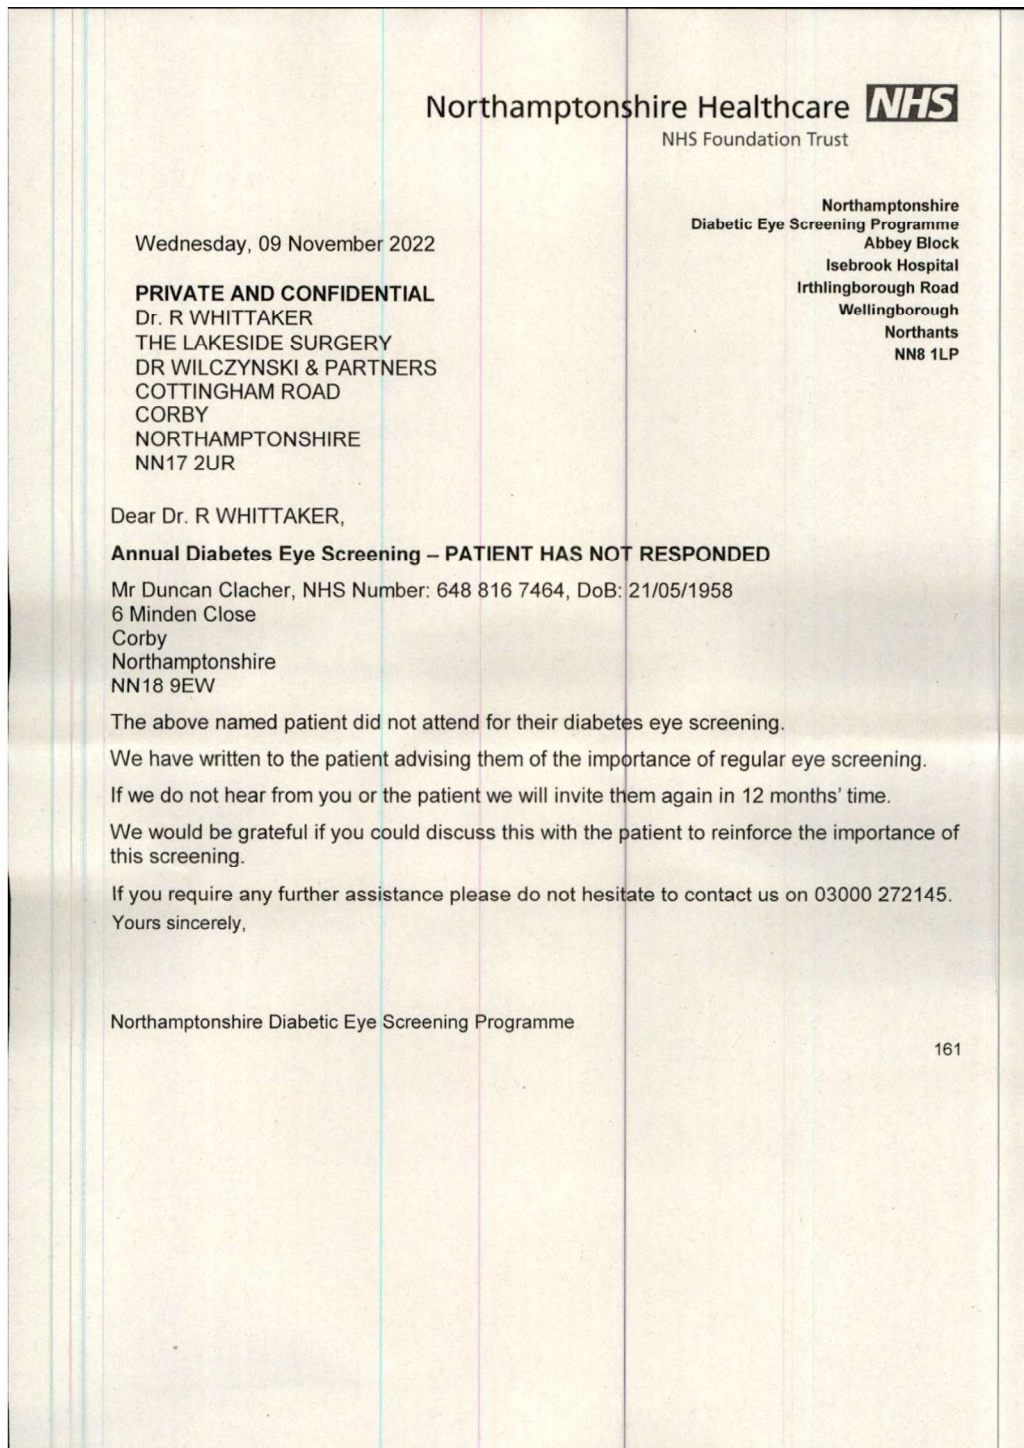 Northamptonshire Healthcare NHS
NHS Foundation Trust
Northamptonshire
Diabetic Eye Screening Programme
Abbey Block
Isebrook Hospital
Irthlingborough Road
Wellingborough
Northants
NN8 1LP
Wednesday, 09 November 2022
PRIVATE AND CONFIDENTIAL
Dr. R WHITTAKER
THE LAKESIDE SURGERY
DR WILCZYNSKI & PARTNERS
COTTINGHAM ROAD
CORBY
NORTHAMPTONSHIRE
NN17 2UR
Dear Dr. R WHITTAKER,
Annual Diabetes Eye Screening – PATIENT HAS NOT RESPONDED
Mr Duncan Clacher, NHS Number: 648 816 7464, DoB: 21/05/1958
6 Minden Close
Corby
Northamptonshire
NN18 9EW
The above named patient did not attend for their diabetes eye screening.
We have written to the patient advising them of the importance of regular eye screening.
If we do not hear from you or the patient we will invite them again in 12 months' time.
We would be grateful if you could discuss this with the patient to reinforce the importance of
this screening.
If you require any further assistance please do not hesitate to contact us on 03000 272145.
Yours sincerely,
Northamptonshire Diabetic Eye Screening Programme
161